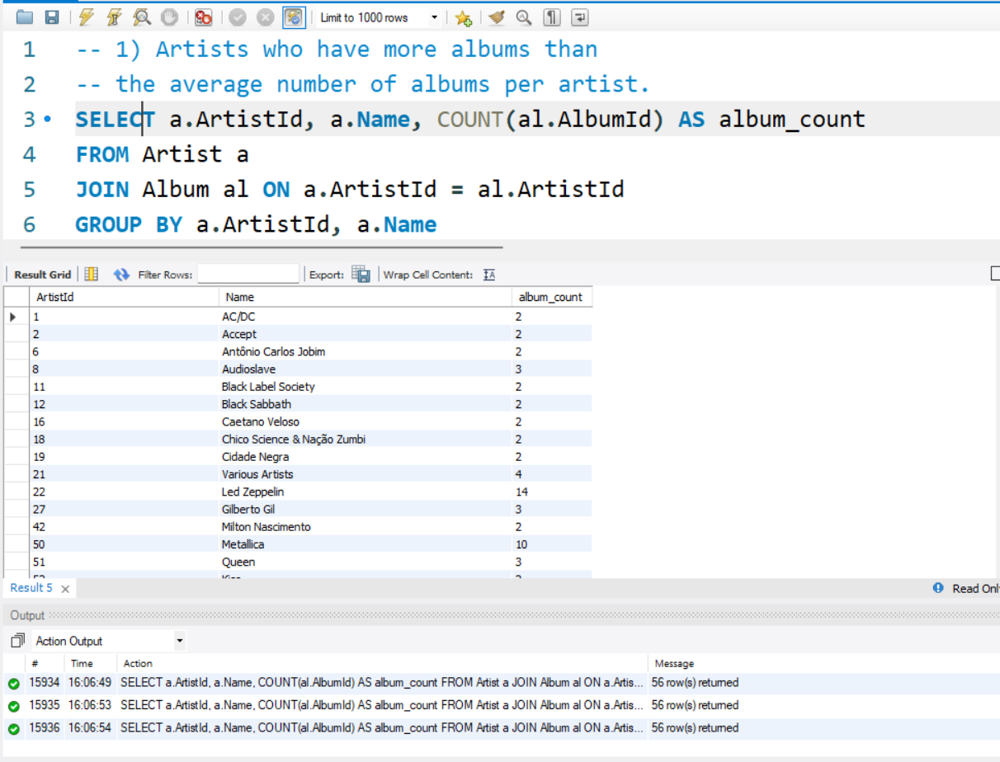 Limit to 1000 rows
1 -- 1) Artists who have more albums than
2 -- the average number of albums per artist.
3 SELECT a.ArtistId, a.Name, COUNT(al.AlbumId) AS album_count
4 FROM Artist a
5 JOIN Album al ON a.ArtistId = al.ArtistId
6 GROUP BY a.ArtistId, a.Name
Result Grid Filter Rows: Export: Wrap Cell Content:
ArtistId Name album_count
1 AC/DC 2
2 Accept 2
6 Antônio Carlos Jobim 2
8 Audioslave 3
11 Black Label Society 2
12 Black Sabbath 2
16 Caetano Veloso 2
18 Chico Science & Nação Zumbi 2
19 Cidade Negra 2
21 Various Artists 4
22 Led Zeppelin 14
27 Gilberto Gil 3
42 Milton Nascimento 2
50 Metallica 10
51 Queen 3
Result 5 Read Onl
Output
Action Output
# Time Action Message
15934 16:06:49 SELECT a.ArtistId, a.Name, COUNT(al.AlbumId) AS album_count FROM Artist a JOIN Album al ON a.Artis... 56 row(s) returned
15935 16:06:53 SELECT a.ArtistId, a.Name, COUNT(al.AlbumId) AS album_count FROM Artist a JOIN Album al ON a.Artis... 56 row(s) returned
15936 16:06:54 SELECT a.ArtistId, a.Name, COUNT(al.AlbumId) AS album_count FROM Artist a JOIN Album al ON a.Artis... 56 row(s) returned